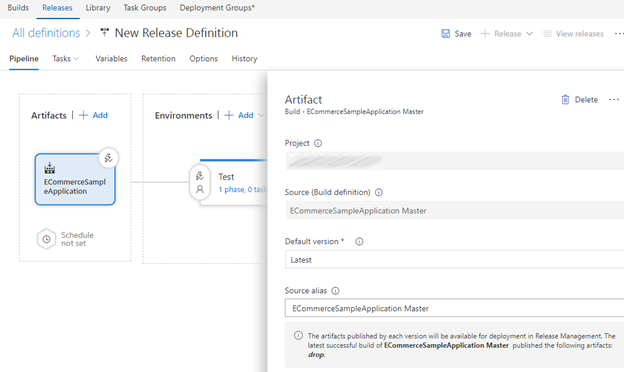 Builds Releases Library Task Groups Deployment Groups*
All definitions > New Release Definition Save + Release View releases ...
Pipeline Tasks Variables Retention Options History
Artifacts | + Add
Environments | + Add
ECommerceSampl
eApplication
Schedule
not set
Test
1 phase, 0 tas
Artifact
Delete ...
Build - ECommerceSampleApplication Master
Project
Source (Build definition)
ECommerceSampleApplication Master
Default version *
Latest
Source alias
ECommerceSampleApplication Master
The artifacts published by each version will be available for deployment in Release Management. The
latest successful build of ECommerceSampleApplication Master published the following artifacts:
drop.